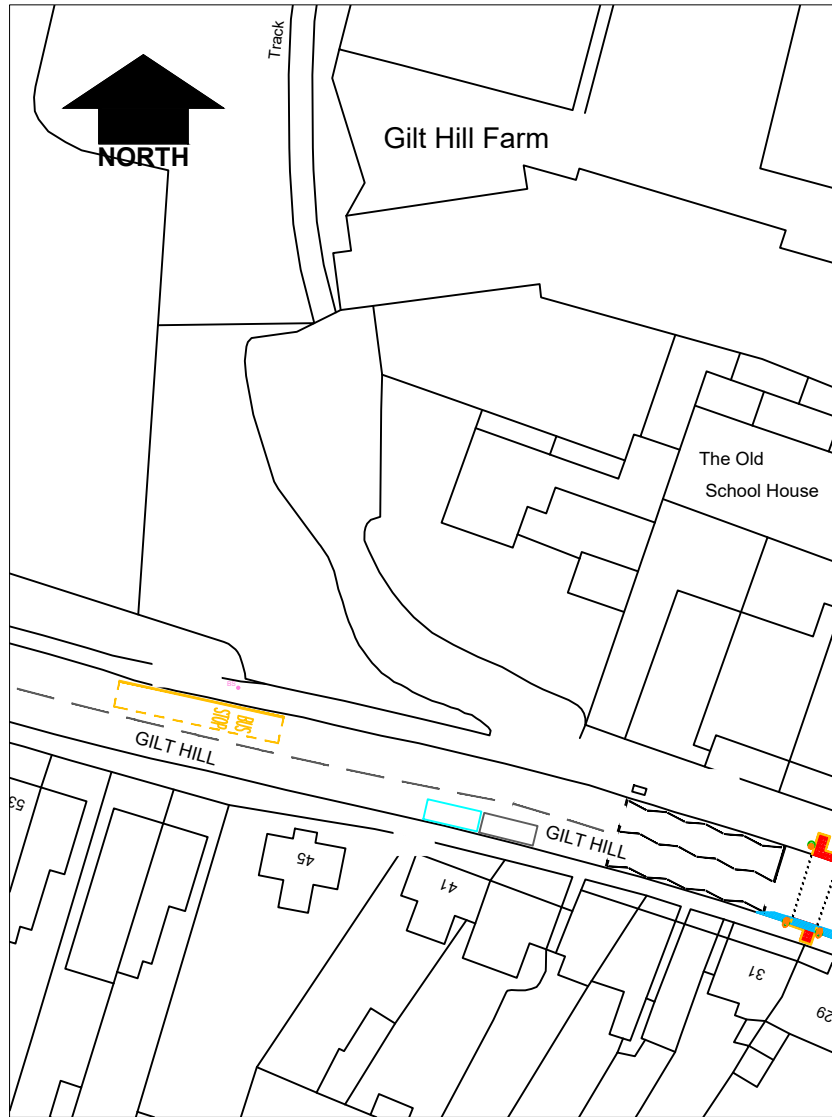 Track
NORTH
Gilt Hill Farm
The Old
School House
BUS
STOP
GILT HILL
GILT HILL
53
45
41
31
29